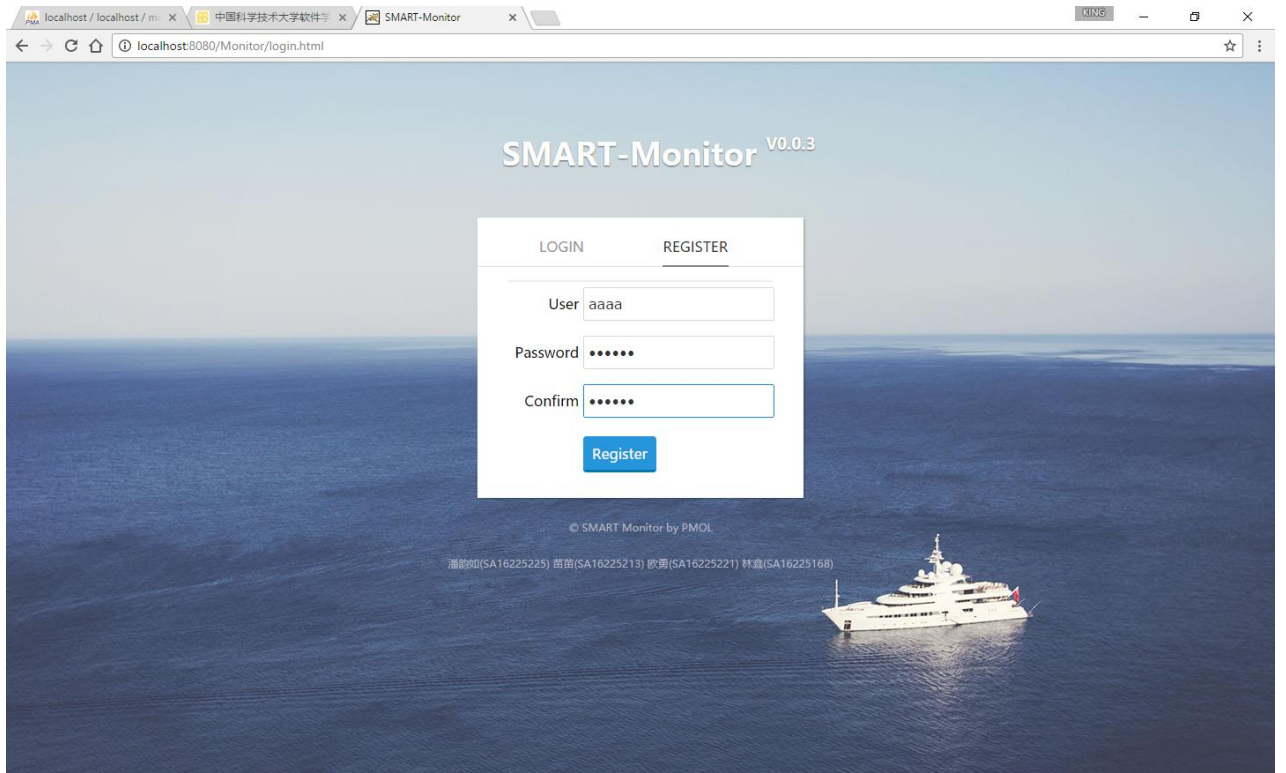 localhost / localhost / mo
中国科学技术大学软件学
SMART-Monitor
KING
localhost:8080/Monitor/login.html
SMART-Monitor V0.0.3
LOGIN REGISTER
User aaaa
Password ••••••
Confirm ••••••
Register
© SMART Monitor by PMOL
潘韵如(SA16225225) 苗苗(SA16225213) 欧勇(SA16225221) 林鑫(SA16225168)